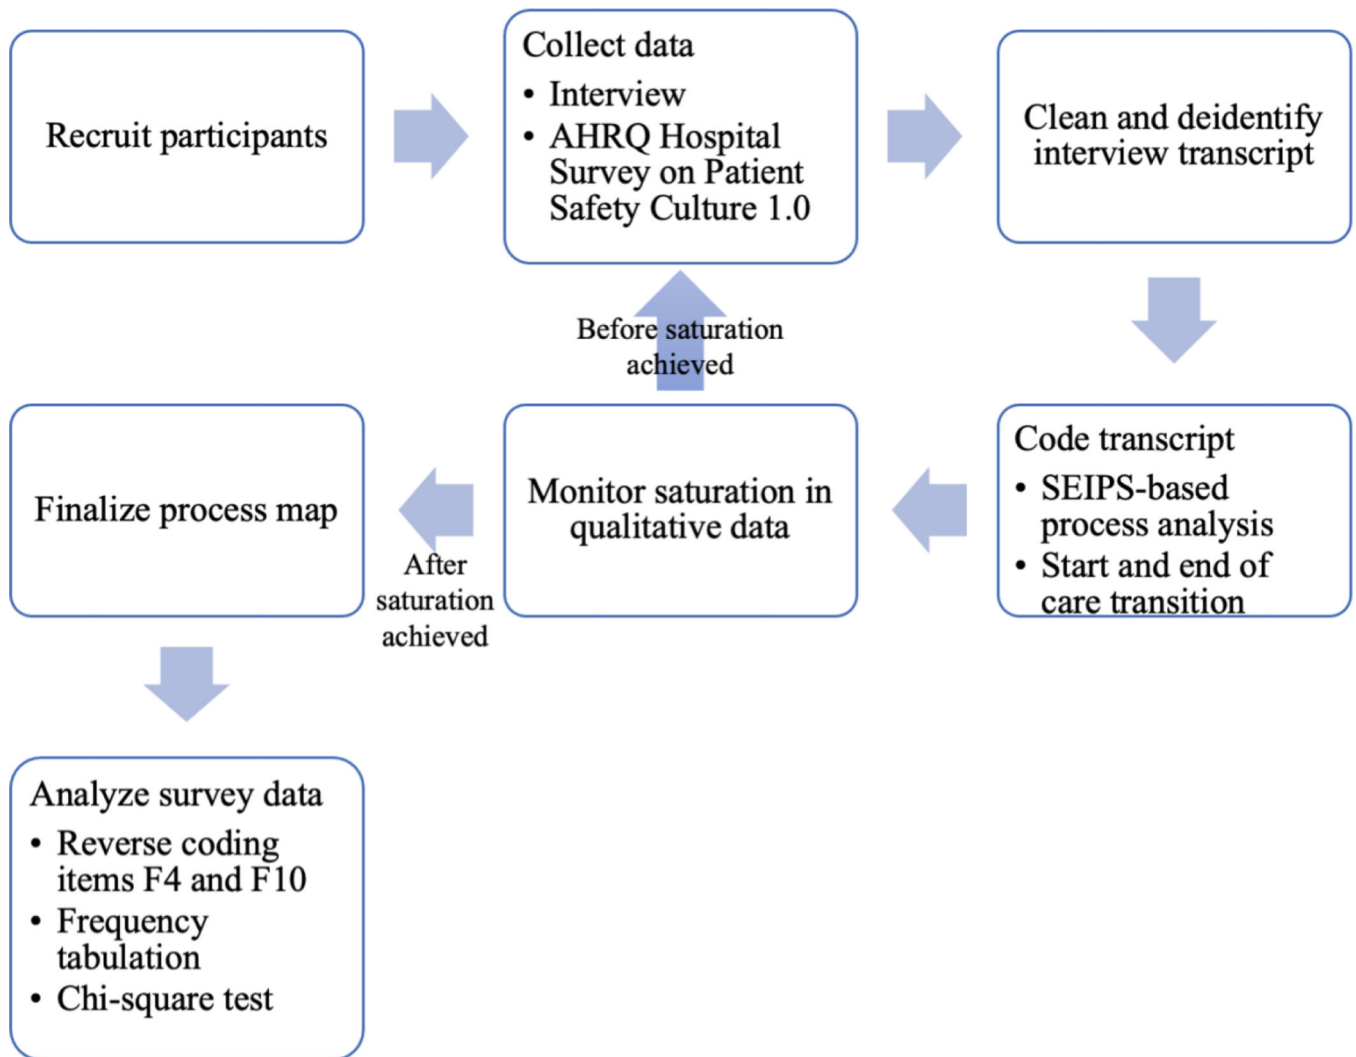 Recruit participants
Collect data
• Interview
• AHRQ Hospital
Survey on Patient
Safety Culture 1.0
Clean and deidentify
interview transcript
Before saturation
achieved
Finalize process map
After
saturation
achieved
Monitor saturation in
qualitative data
Code transcript
• SEIPS-based
process analysis
• Start and end of
care transition
Analyze survey data
• Reverse coding
items F4 and F10
• Frequency
tabulation
• Chi-square test